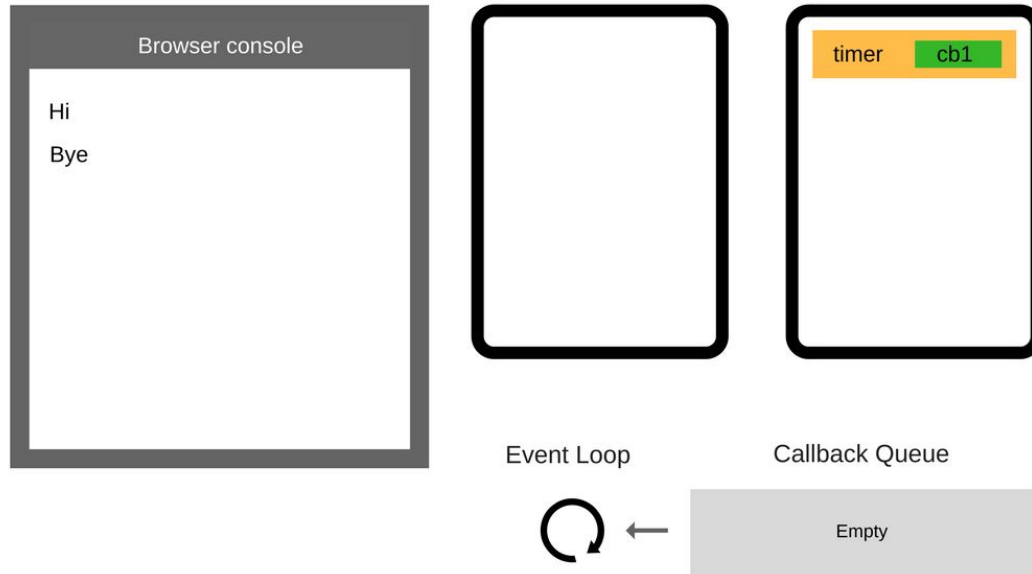 Browser console
Hi
Bye
timer cb1
Event Loop
Callback Queue
Empty